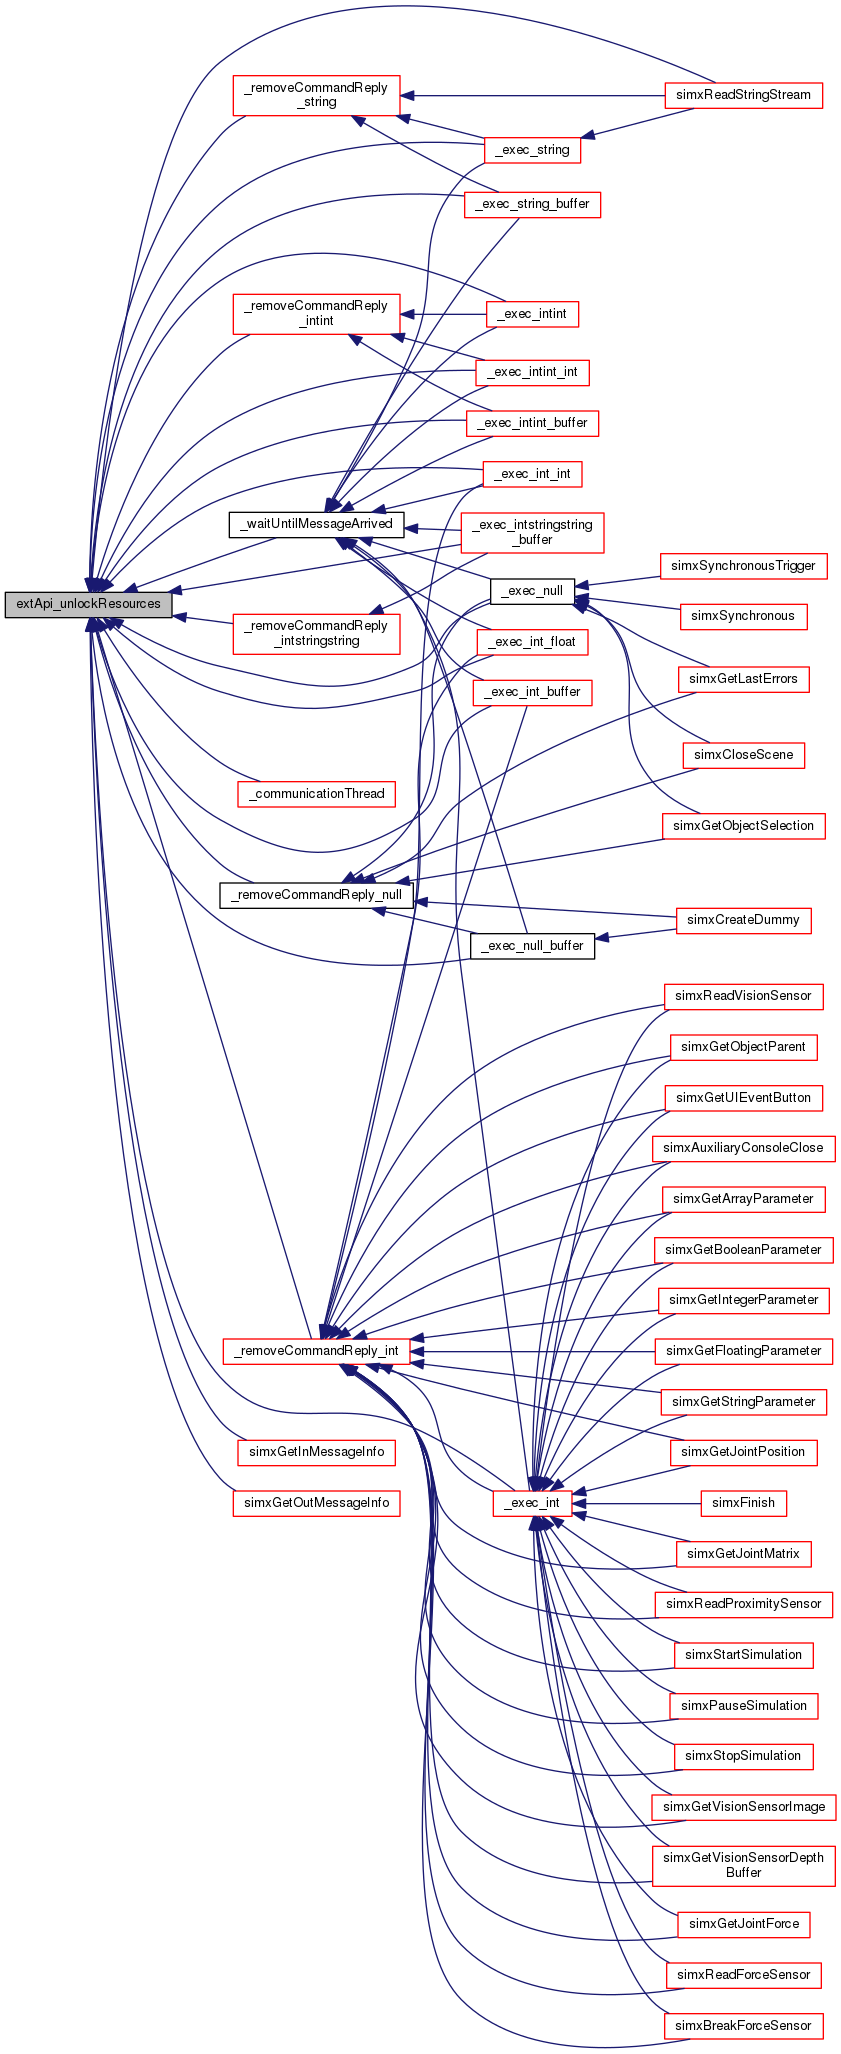 simxReadStringStream
_removeCommandReply
_string
_exec_string
_exec_string_buffer
_removeCommandReply
_intint
_exec_intint
_exec_intint_int
_exec_intint_buffer
_exec_int_int
_waitUntilMessageArrived
_exec_intstringstring
_buffer
simxSynchronousTrigger
_exec_null
extApi_unlockResources
simxSynchronous
_removeCommandReply
_intstringstring
_exec_int_float
simxGetLastErrors
_exec_int_buffer
simxCloseScene
_communicationThread
simxGetObjectSelection
_removeCommandReply_null
simxCreateDummy
_exec_null_buffer
simxReadVisionSensor
simxGetObjectParent
simxGetUIEventButton
simxAuxiliaryConsoleClose
simxGetArrayParameter
simxGetBooleanParameter
simxGetIntegerParameter
_removeCommandReply_int
simxGetFloatingParameter
simxGetStringParameter
simxGetInMessageInfo
simxGetJointPosition
simxGetOutMessageInfo
_exec_int
simxFinish
simxGetJointMatrix
simxReadProximitySensor
simxStartSimulation
simxPauseSimulation
simxStopSimulation
simxGetVisionSensorImage
simxGetVisionSensorDepth
Buffer
simxGetJointForce
simxReadForceSensor
simxBreakForceSensor